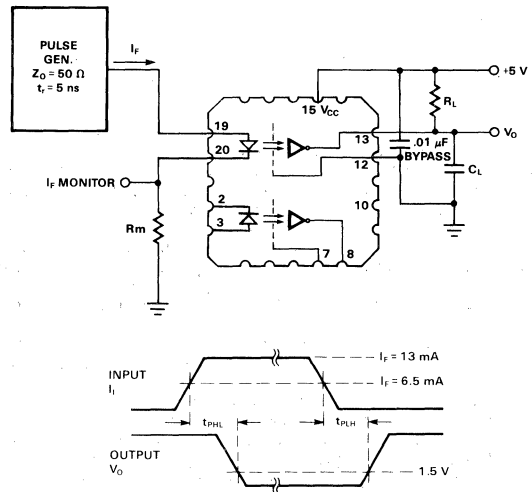 PULSE
GEN.
Z₀ = 50 Ω
tᵣ = 5 ns
I_F
+5 V
15 V_CC
R_L
19
13
V_O
20
.01 μF
BYPASS
12
C_L
I_F MONITOR
10
2
3
Rm
7
8
INPUT
I_I
I_F = 13 mA
I_F = 6.5 mA
t_PHL
t_PLH
OUTPUT
V_O
1.5 V